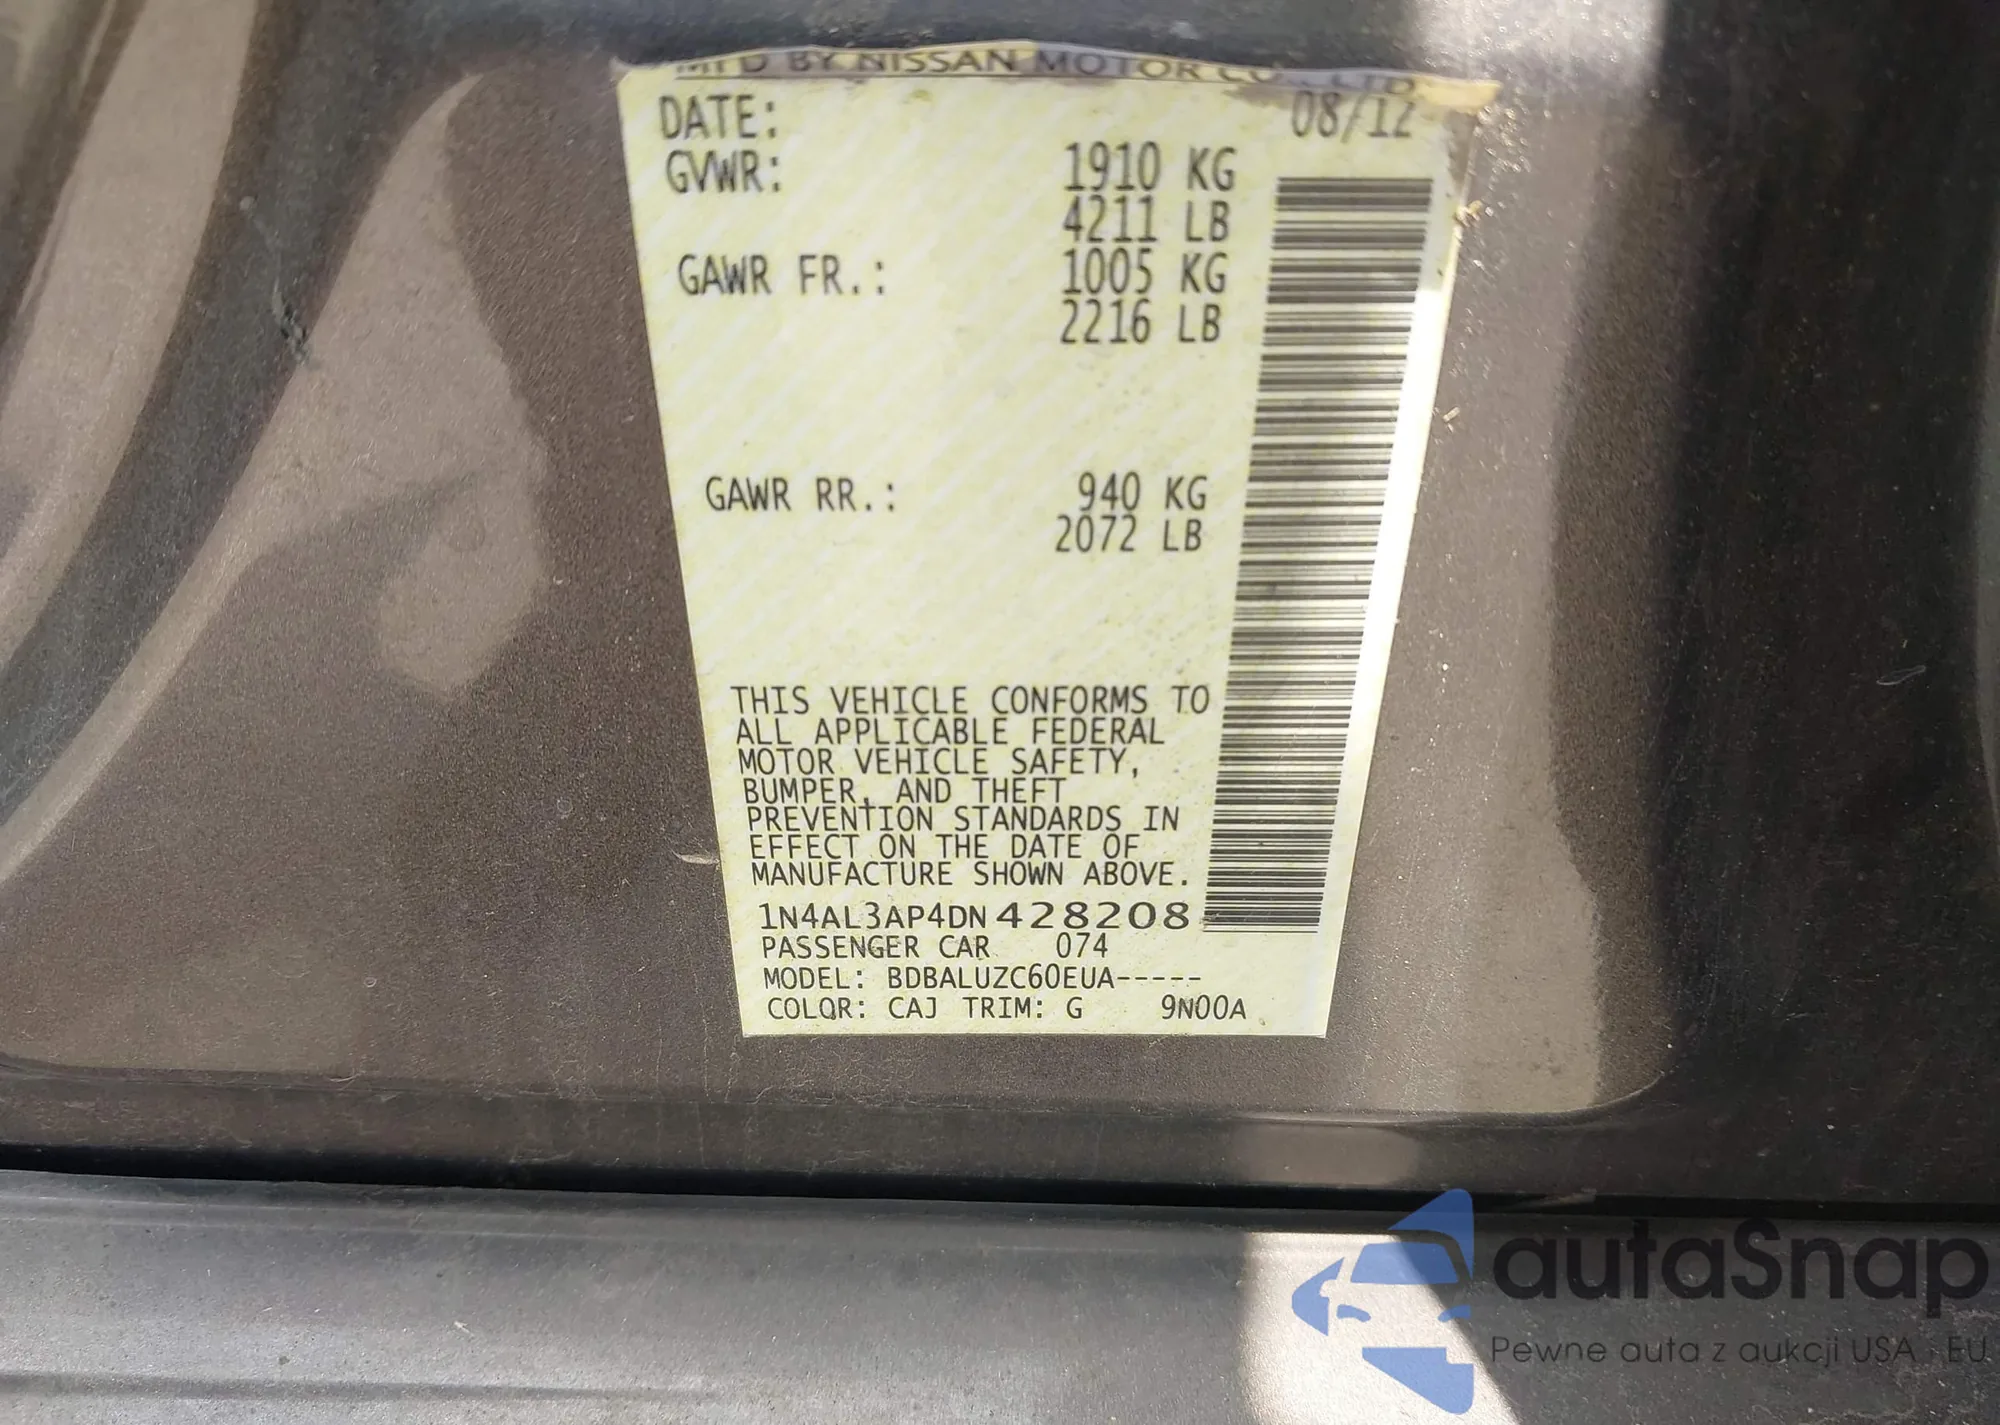 MFD BY NISSAN MOTOR CO., LTD.
DATE: 08/12
GVWR: 1910 KG
4211 LB
GAWR FR.: 1005 KG
2216 LB
GAWR RR.: 940 KG
2072 LB
THIS VEHICLE CONFORMS TO
ALL APPLICABLE FEDERAL
MOTOR VEHICLE SAFETY,
BUMPER, AND THEFT
PREVENTION STANDARDS IN
EFFECT ON THE DATE OF
MANUFACTURE SHOWN ABOVE.
1N4AL3AP4DN428208
PASSENGER CAR 074
MODEL: BDBALUZC60EUA-----
COLOR: CAJ TRIM: G 9N00A
autaSnap
Pewne auta z aukcji USA - EU